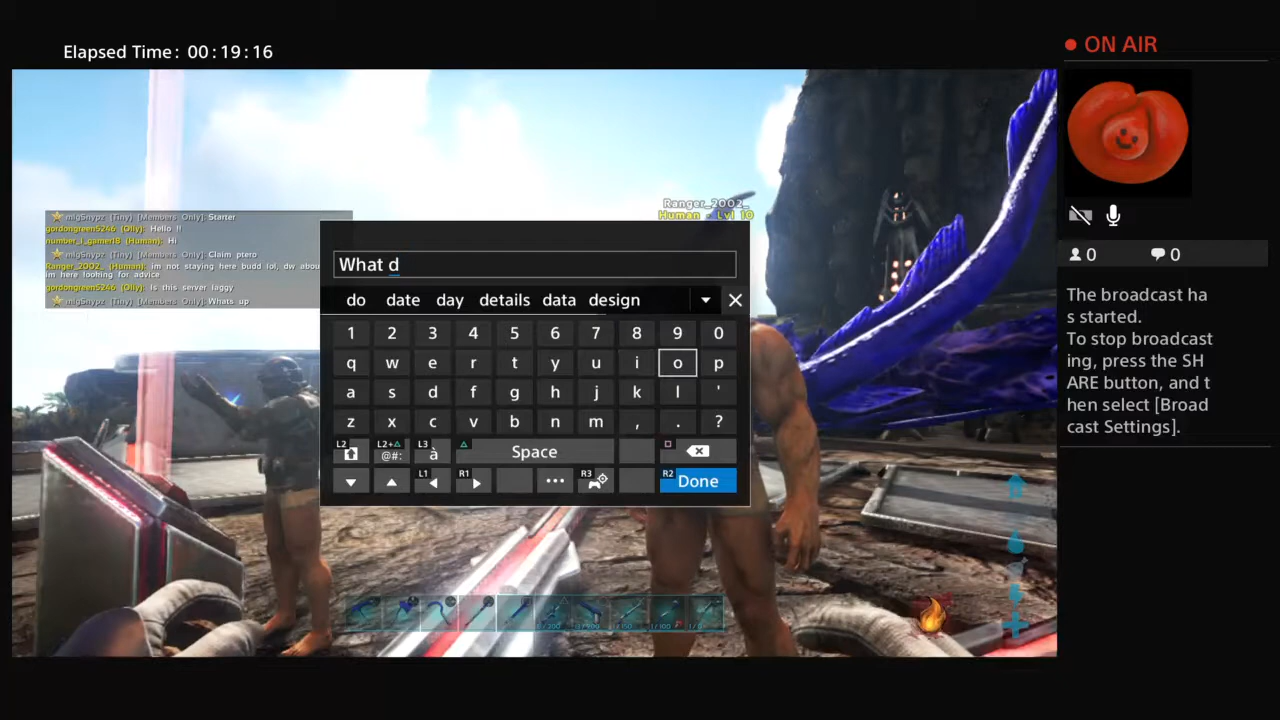 Elapsed Time: 00:19:16
ON AIR
migSnypz (Tiny) [Members Only]: Starter
gordongreen5246 (Olly): Hello !!
number_1_gamer18 (Human): Hi
migSnypz (Tiny) [Members Only]: Claim ptero
Ranger_2002_ (Human): im not staying here budd lol, dw abou
im here looking for advice
gordongreen5246 (Olly): Is this server laggy
migSnypz (Tiny) [Members Only]: Whats up
Ranger_2002_
Human - Lvl 10
What d
do date day details data design
1 2 3 4 5 6 7 8 9 0
q w e r t y u i o p
a s d f g h j k l '
z x c v b n m , . ?
L2 L2+△ @#: L3 à △ Space □
L1 R1 ... R3 R2 Done
0 0
The broadcast ha
s started.
To stop broadcast
ing, press the SH
ARE button, and t
hen select [Broad
cast Settings].